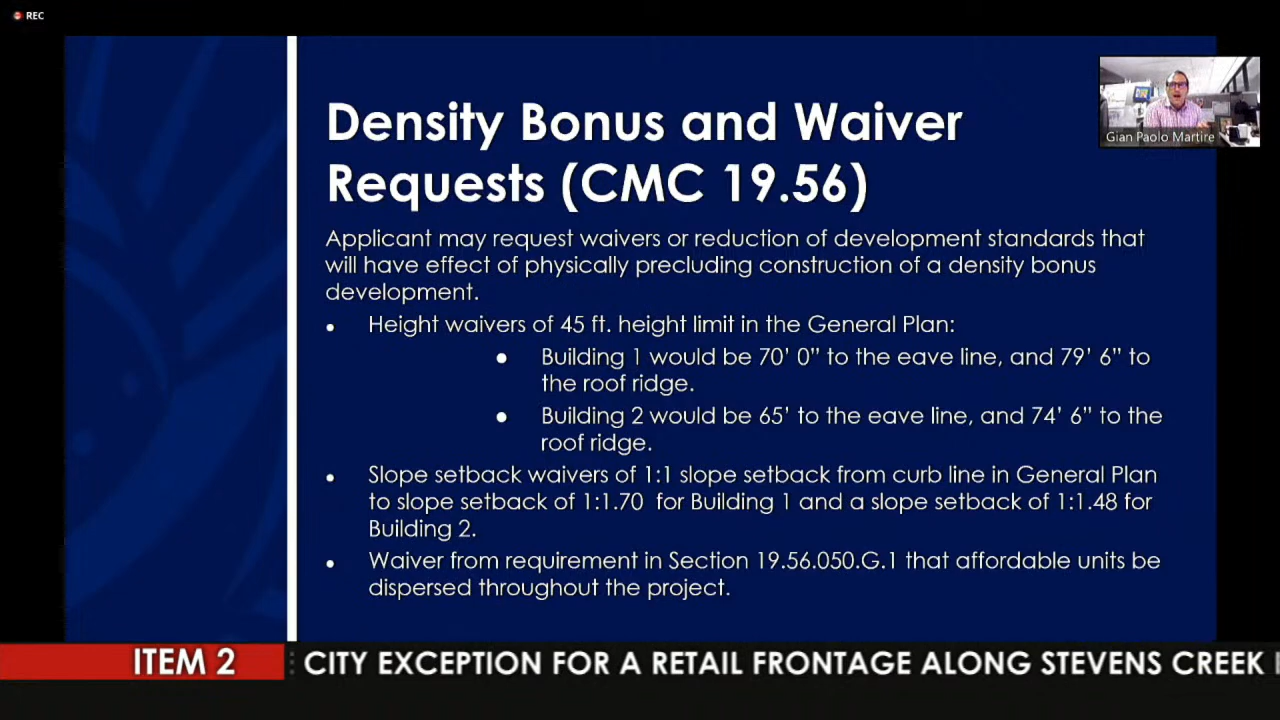 REC
Density Bonus and Waiver
Requests (CMC 19.56)
Gian Paolo Martire
Applicant may request waivers or reduction of development standards that
will have effect of physically precluding construction of a density bonus
development.
• Height waivers of 45 ft. height limit in the General Plan:
• Building 1 would be 70' 0" to the eave line, and 79' 6" to
the roof ridge.
• Building 2 would be 65' to the eave line, and 74' 6" to the
roof ridge.
• Slope setback waivers of 1:1 slope setback from curb line in General Plan
to slope setback of 1:1.70 for Building 1 and a slope setback of 1:1.48 for
Building 2.
• Waiver from requirement in Section 19.56.050.G.1 that affordable units be
dispersed throughout the project.
ITEM 2
CITY EXCEPTION FOR A RETAIL FRONTAGE ALONG STEVENS CREEK